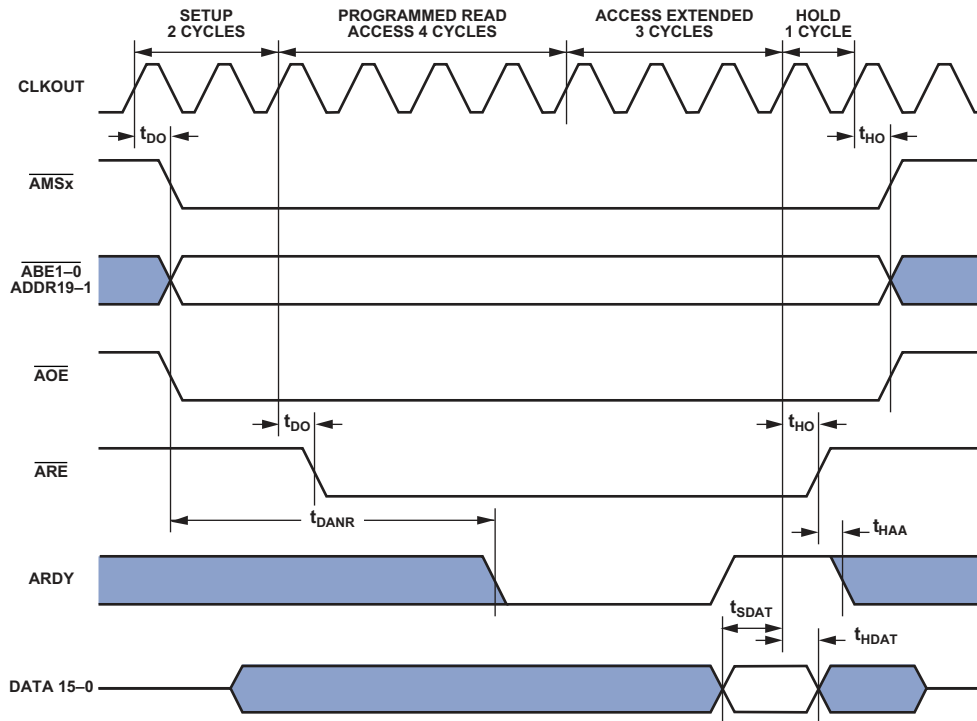 SETUP
2 CYCLES
PROGRAMMED READ
ACCESS 4 CYCLES
ACCESS EXTENDED
3 CYCLES
HOLD
1 CYCLE
CLKOUT
tDO
tHO
AMSx
ABE1–0
ADDR19–1
AOE
tDO
tHO
ARE
tDANR
tHAA
ARDY
tSDAT
tHDAT
DATA 15–0